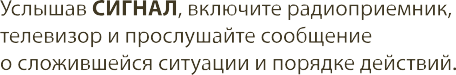 Услышав СИГНАЛ, включите радиоприемник,
телевизор и прослушайте сообщение
о сложившейся ситуации и порядке действий.